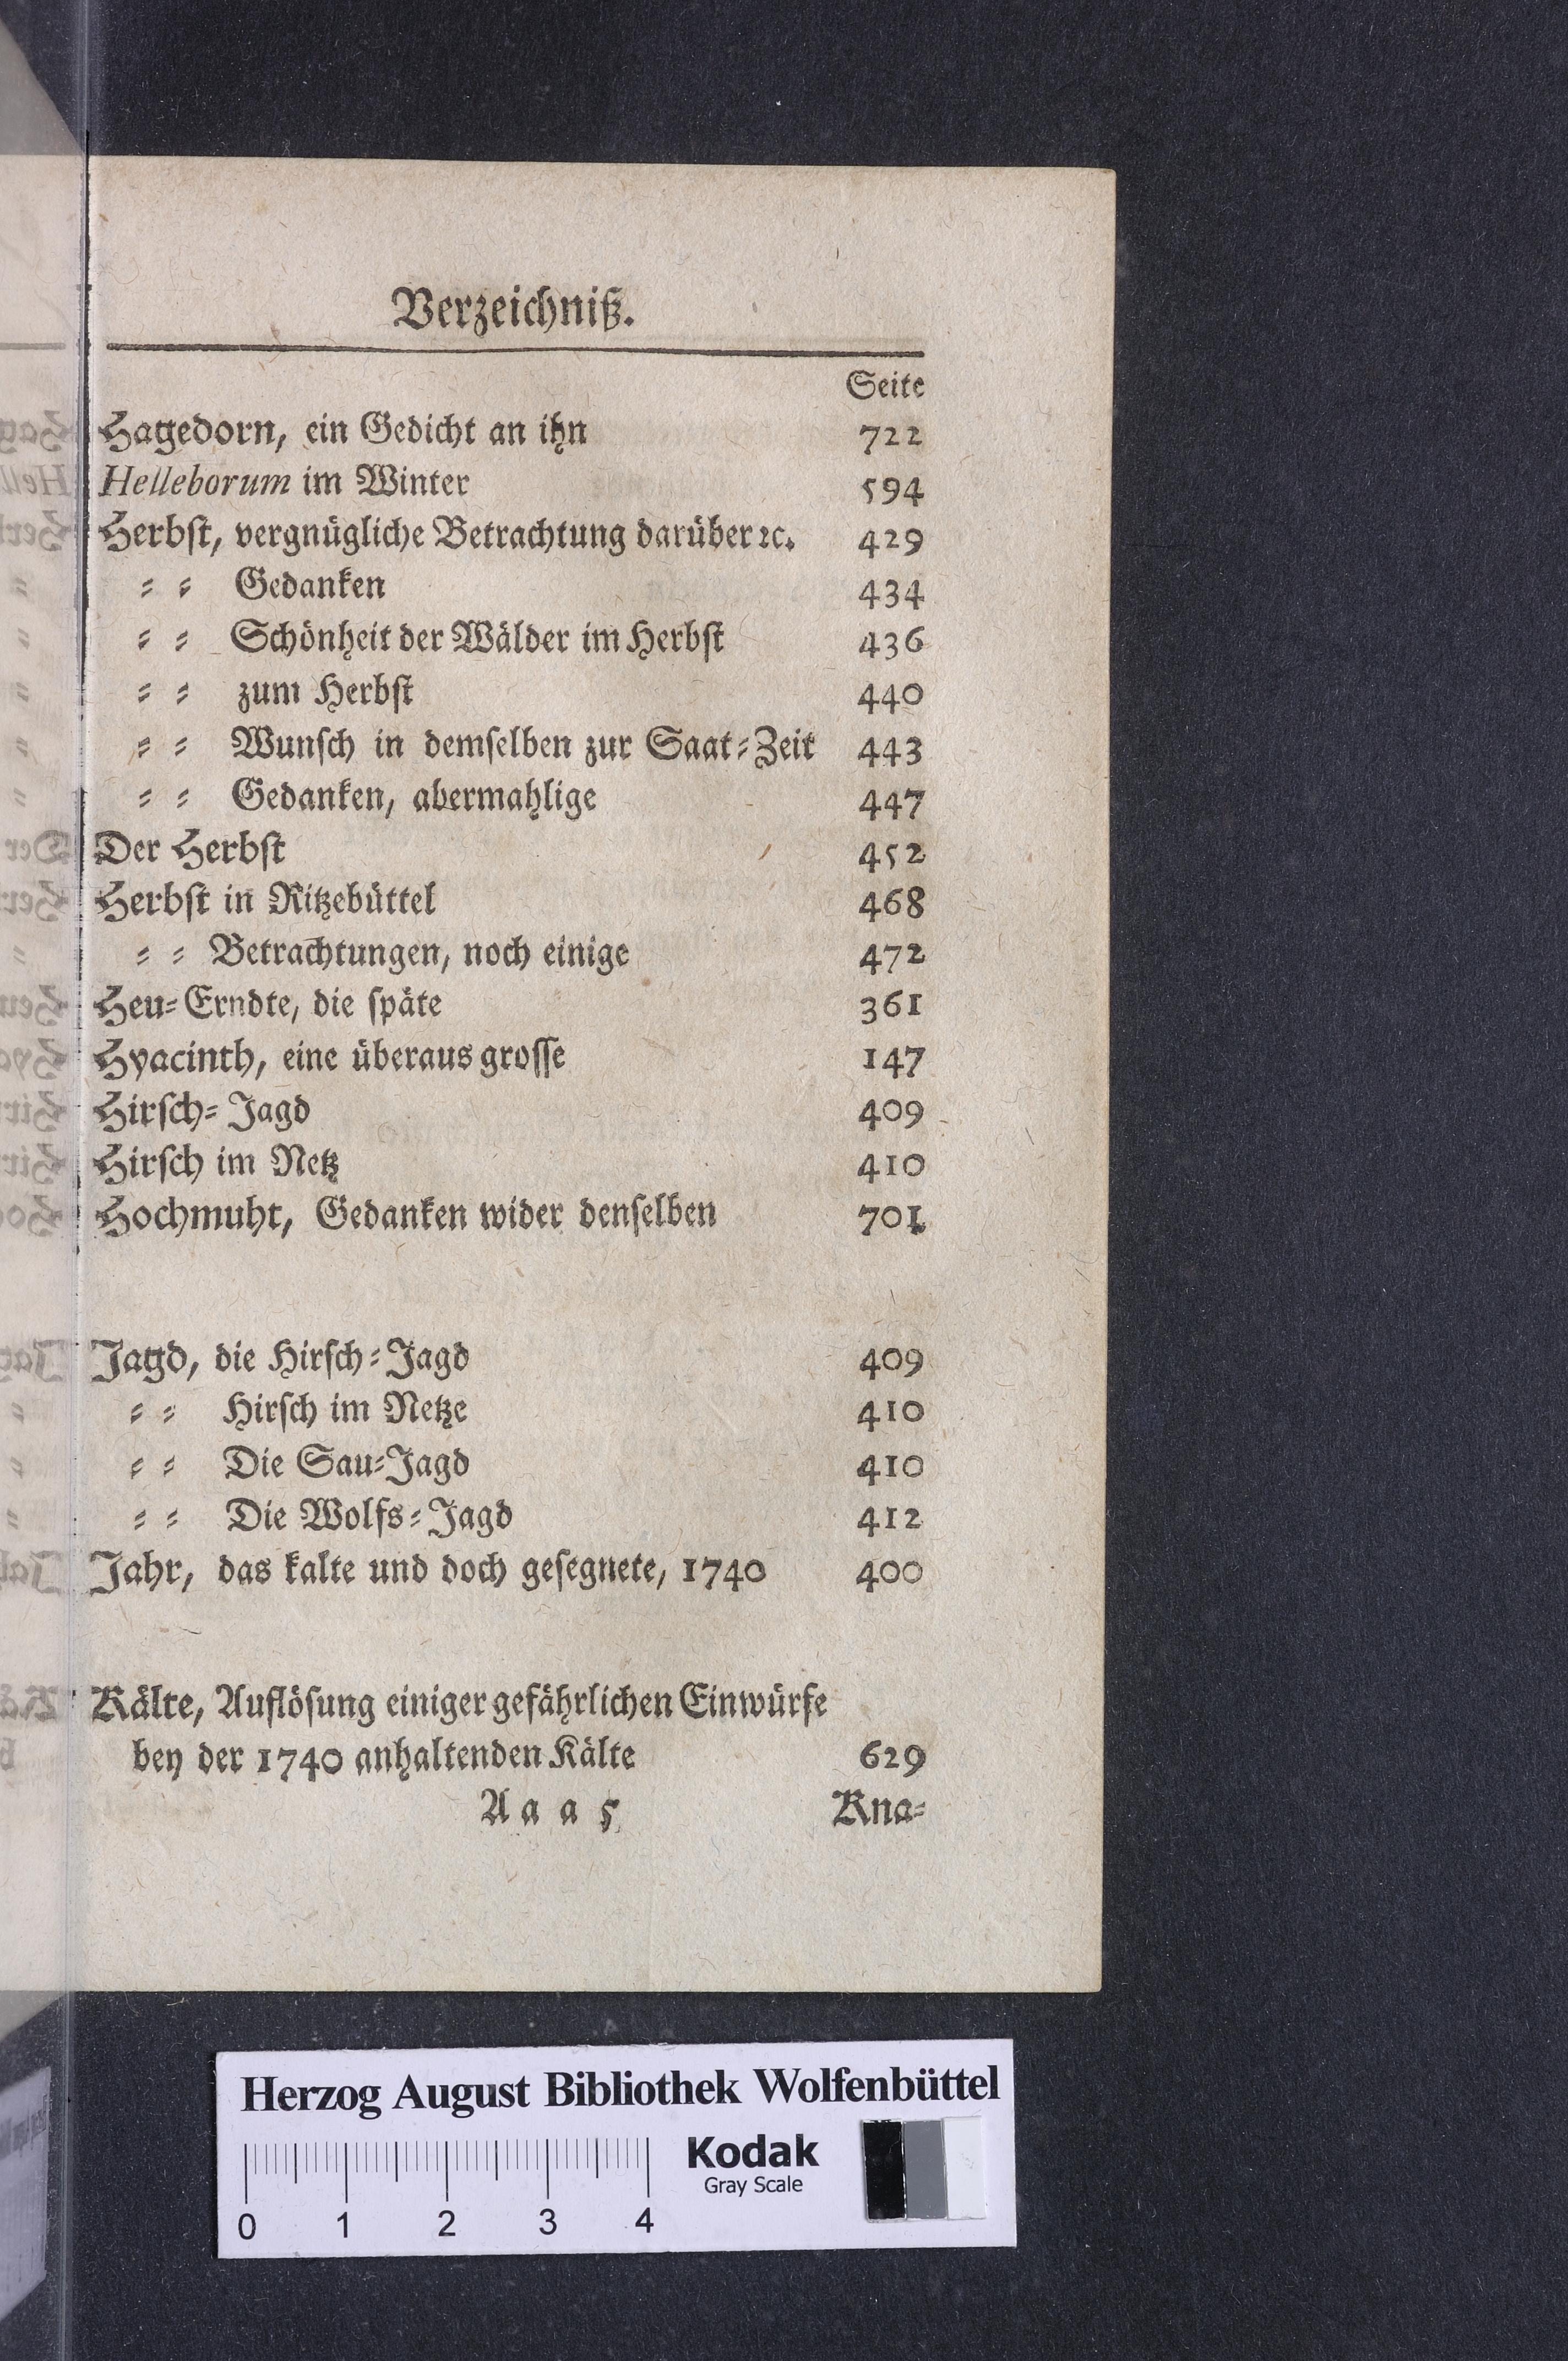 Verzeichniß.
Seite
Hagedorn, ein Gedicht an ihn 722
Helleborum im Winter 594
Herbſt, vergnügliche Betrachtung darüber ꝛc. 429
⸗ ⸗ Gedanken 434
⸗ ⸗ Schönheit der Wälder im Herbſt 436
⸗ ⸗ zum Herbſt 440
⸗ ⸗ Wunſch in demſelben zur Saat⸗Zeit 443
⸗ ⸗ Gedanken, abermahlige 447
Der Herbſt 452
Herbſt in Ritzebüttel 468
⸗ ⸗ Betrachtungen, noch einige 472
Heu⸗Erndte, die ſpäte 361
Hyacinth, eine überaus groſſe 147
Hirſch⸗Jagd 409
Hirſch im Netz 410
Hochmuht, Gedanken wider denſelben 701
Jagd, die Hirſch⸗Jagd 409
⸗ ⸗ Hirſch im Netze 410
⸗ ⸗ Die Sau⸗Jagd 410
⸗ ⸗ Die Wolfs⸗Jagd 412
Jahr, das kalte und doch geſegnete, 1740 400
Kälte, Auflöſung einiger gefährlichen Einwürfe
bey der 1740 anhaltenden Kälte 629
A a a 5 Kna⸗
Herzog August Bibliothek Wolfenbüttel
Kodak
Gray Scale
0 1 2 3 4